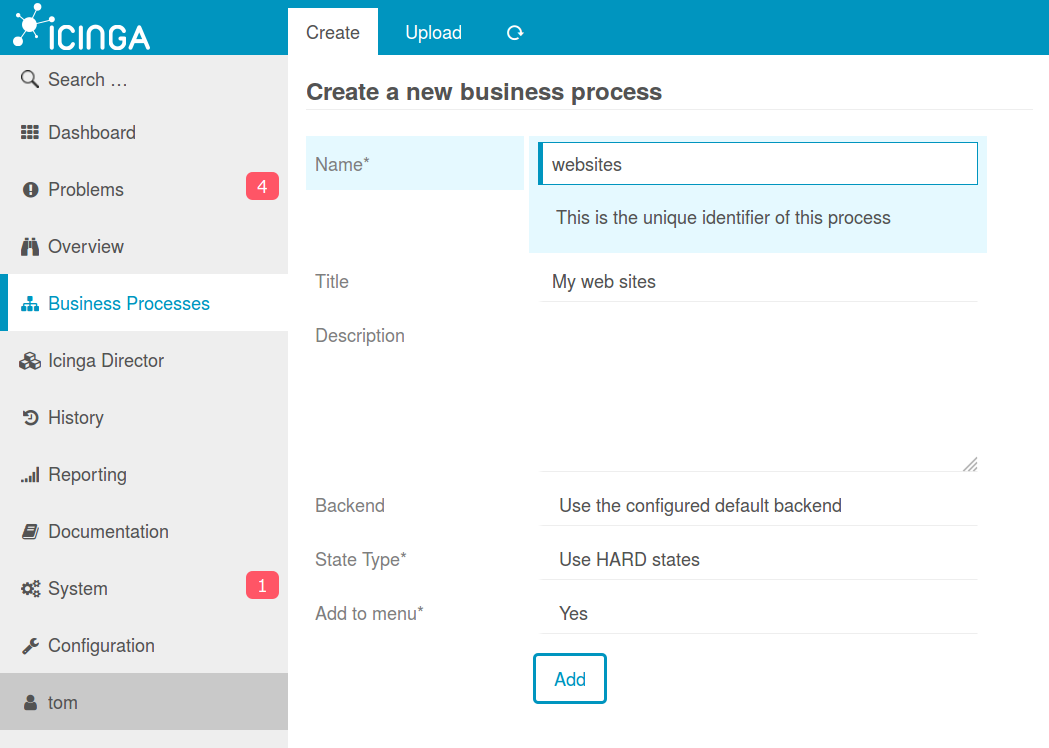 ICINGA
Create Upload
Search ...
Dashboard
Problems 4
Overview
Business Processes
Icinga Director
History
Reporting
Documentation
System 1
Configuration
tom
Create a new business process
Name* websites
This is the unique identifier of this process
Title My web sites
Description
Backend Use the configured default backend
State Type* Use HARD states
Add to menu* Yes
Add